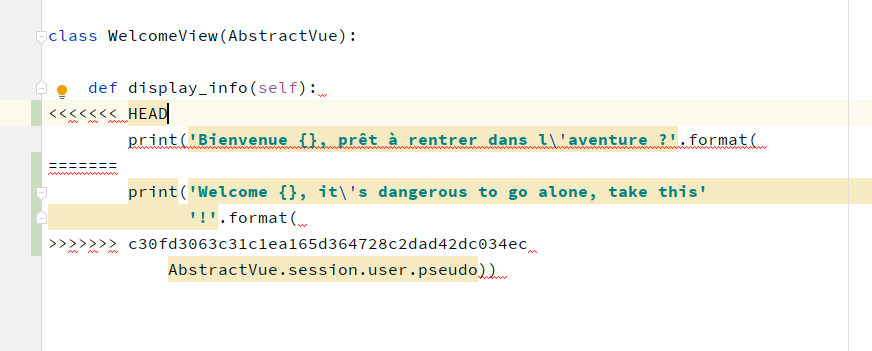 class WelcomeView(AbstractVue):
def display_info(self):
<<<<<<< HEAD
print('Bienvenue {}, prêt à rentrer dans l\'aventure ?'.format(
=======
print('Welcome {}, it\'s dangerous to go alone, take this'
'!'.format(
>>>>>>> c30fd3063c31c1ea165d364728c2dad42dc034ec
AbstractVue.session.user.pseudo))